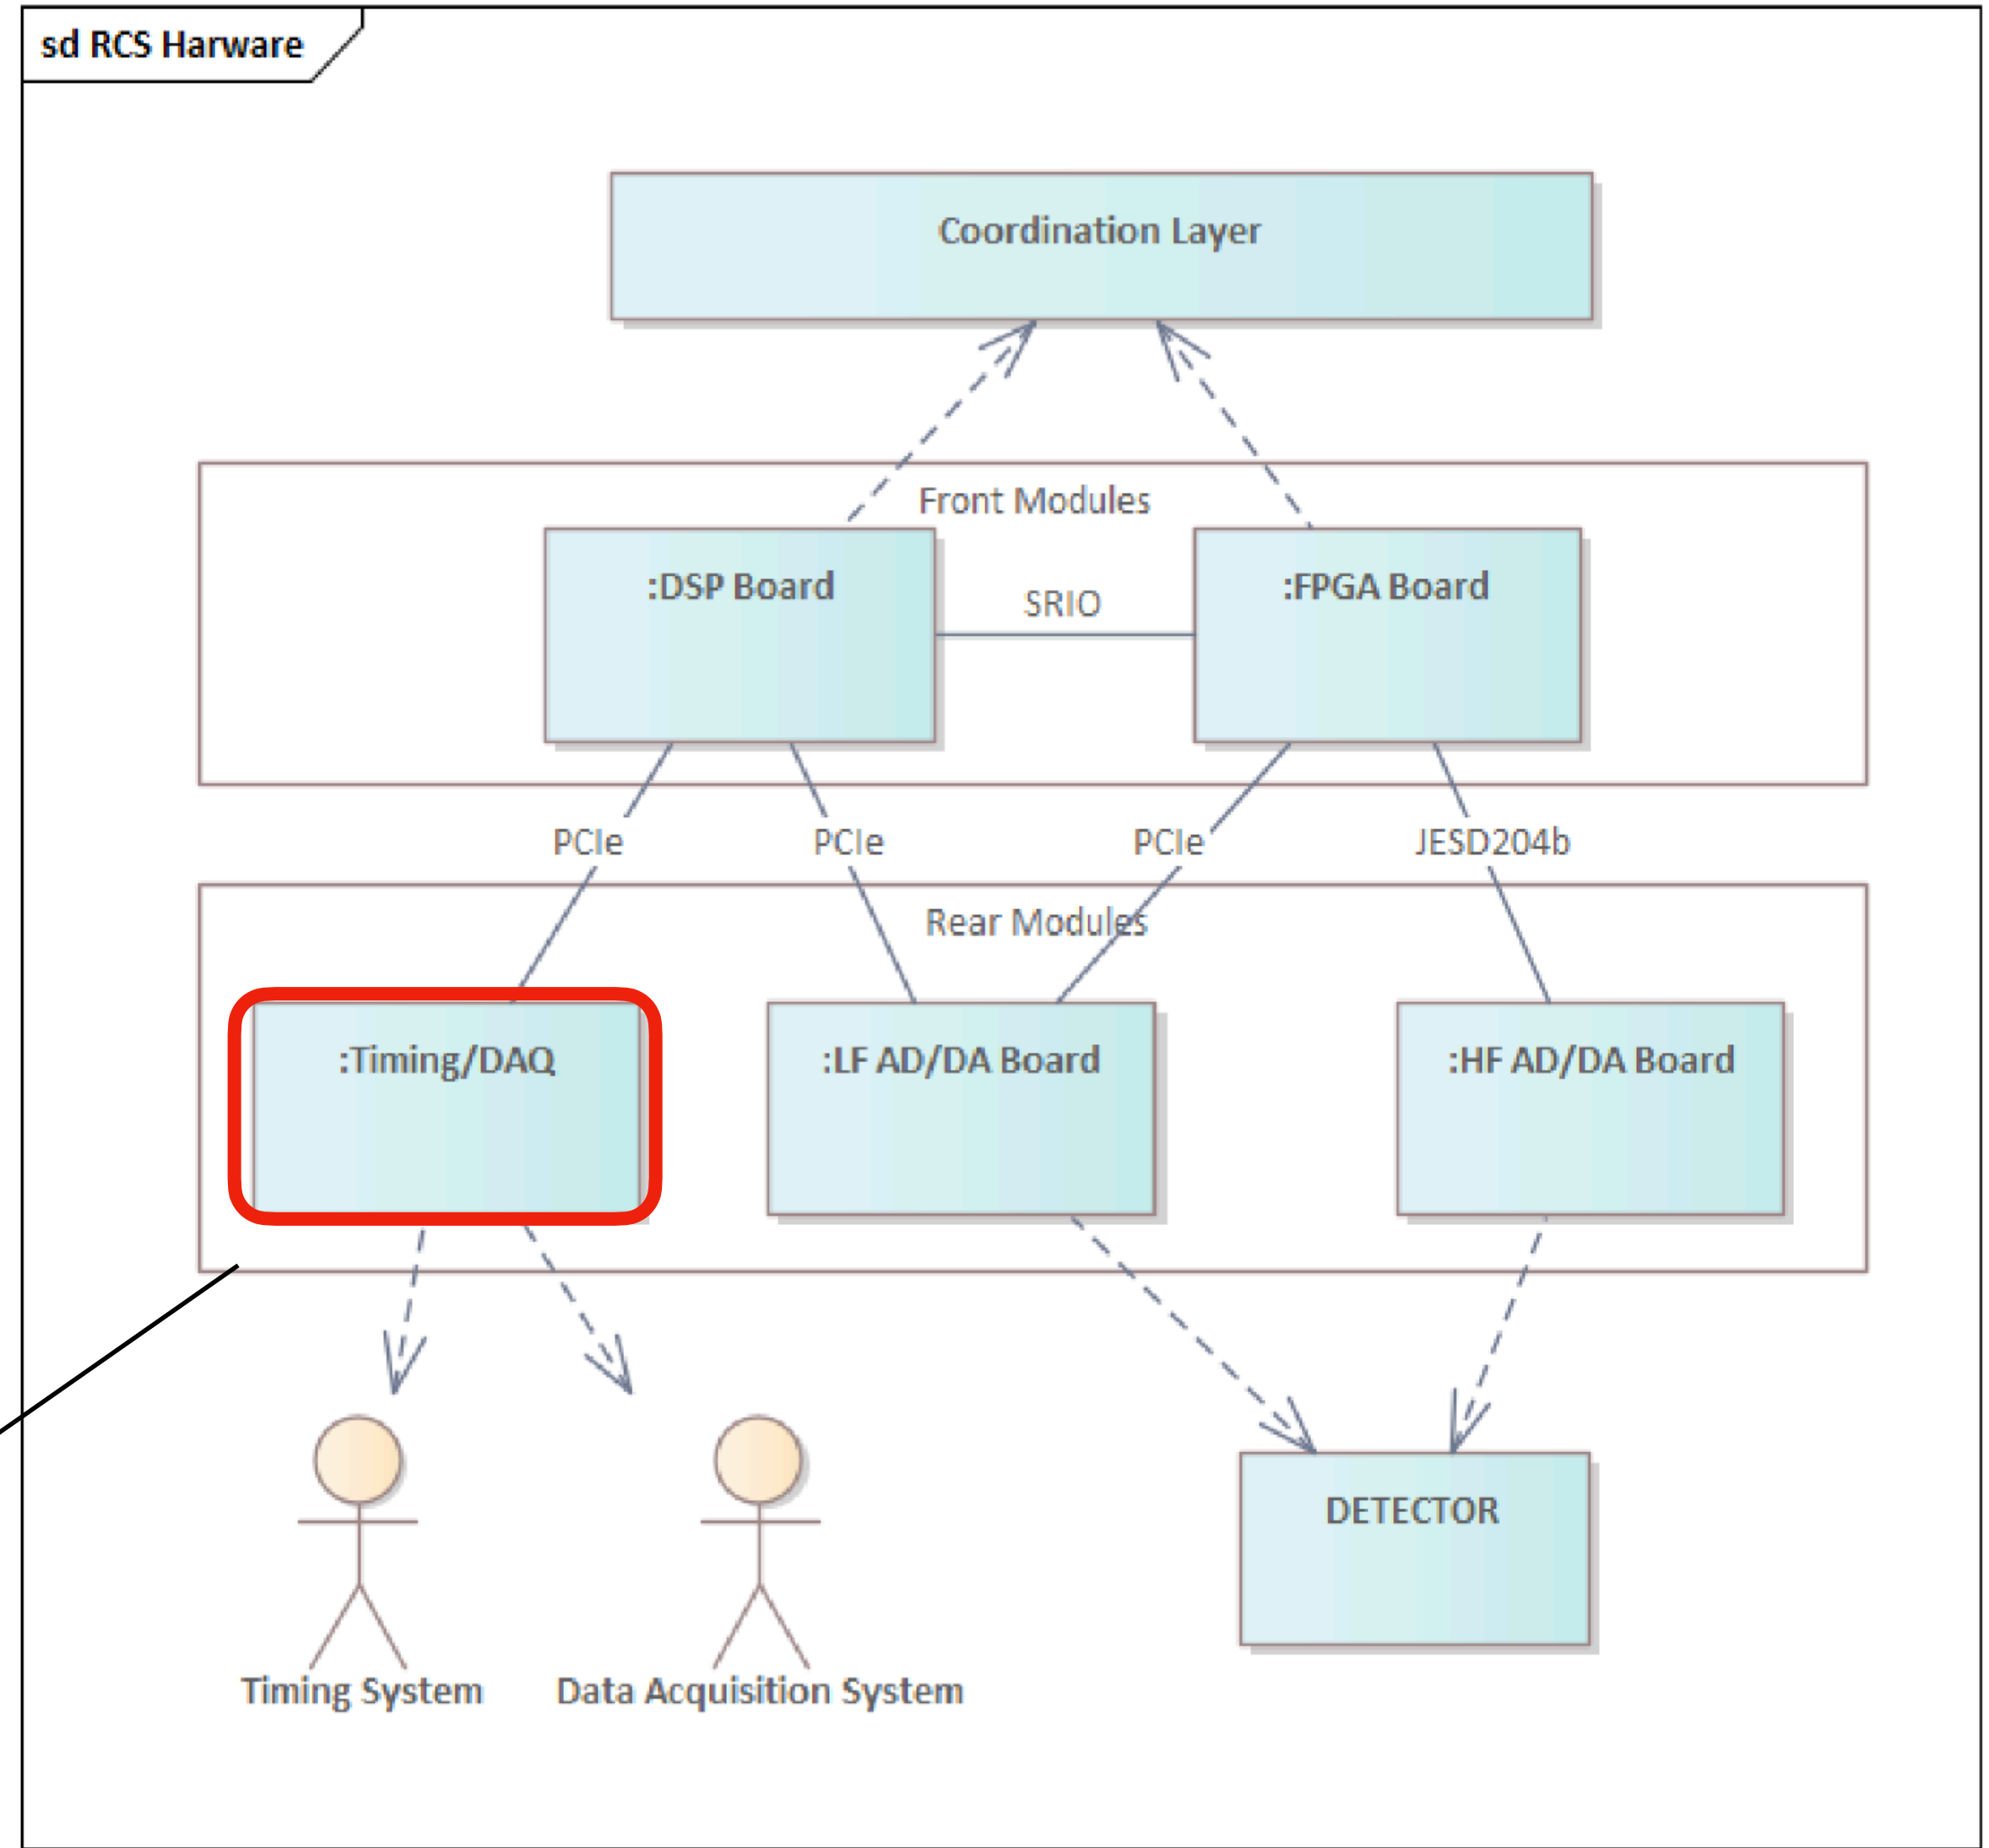 sd RCS Harware
Coordination Layer
Front Modules
:DSP Board
SRIO
:FPGA Board
PCIe
PCIe
PCIe
JESD204b
Rear Modules
:Timing/DAQ
:LF AD/DA Board
:HF AD/DA Board
DETECTOR
Timing System
Data Acquisition System